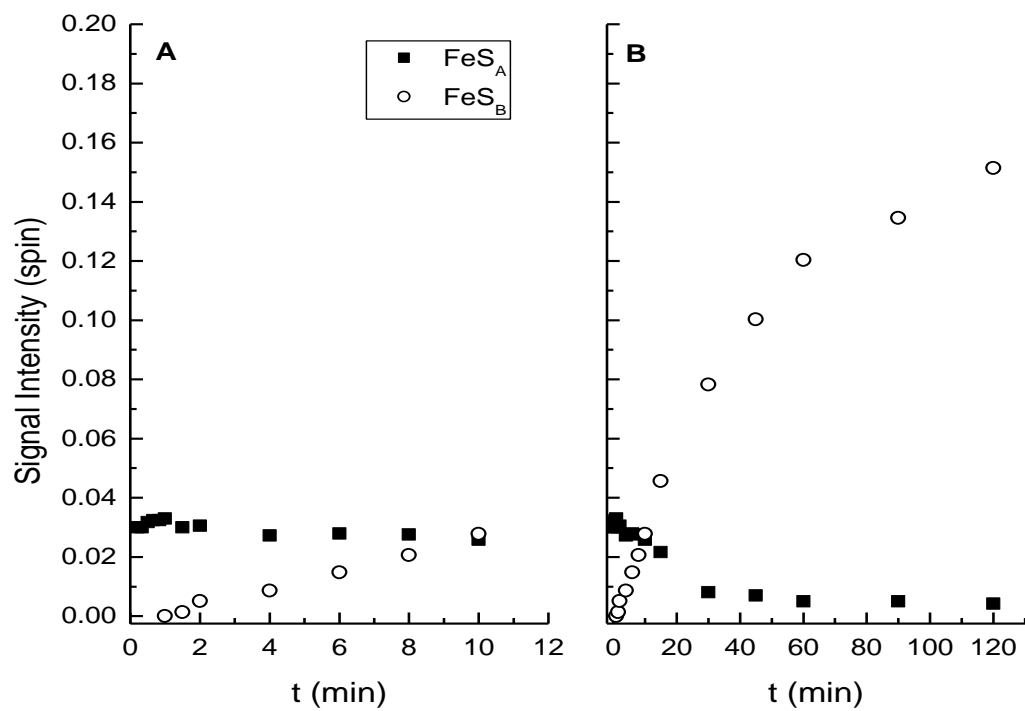 Signal Intensity (spin)
0.20
0.18
0.16
0.14
0.12
0.10
0.08
0.06
0.04
0.02
0.00
A
FeS_A
FeS_B
0 2 4 6 8 10 12
t (min)
B
0 20 40 60 80 100 120
t (min)